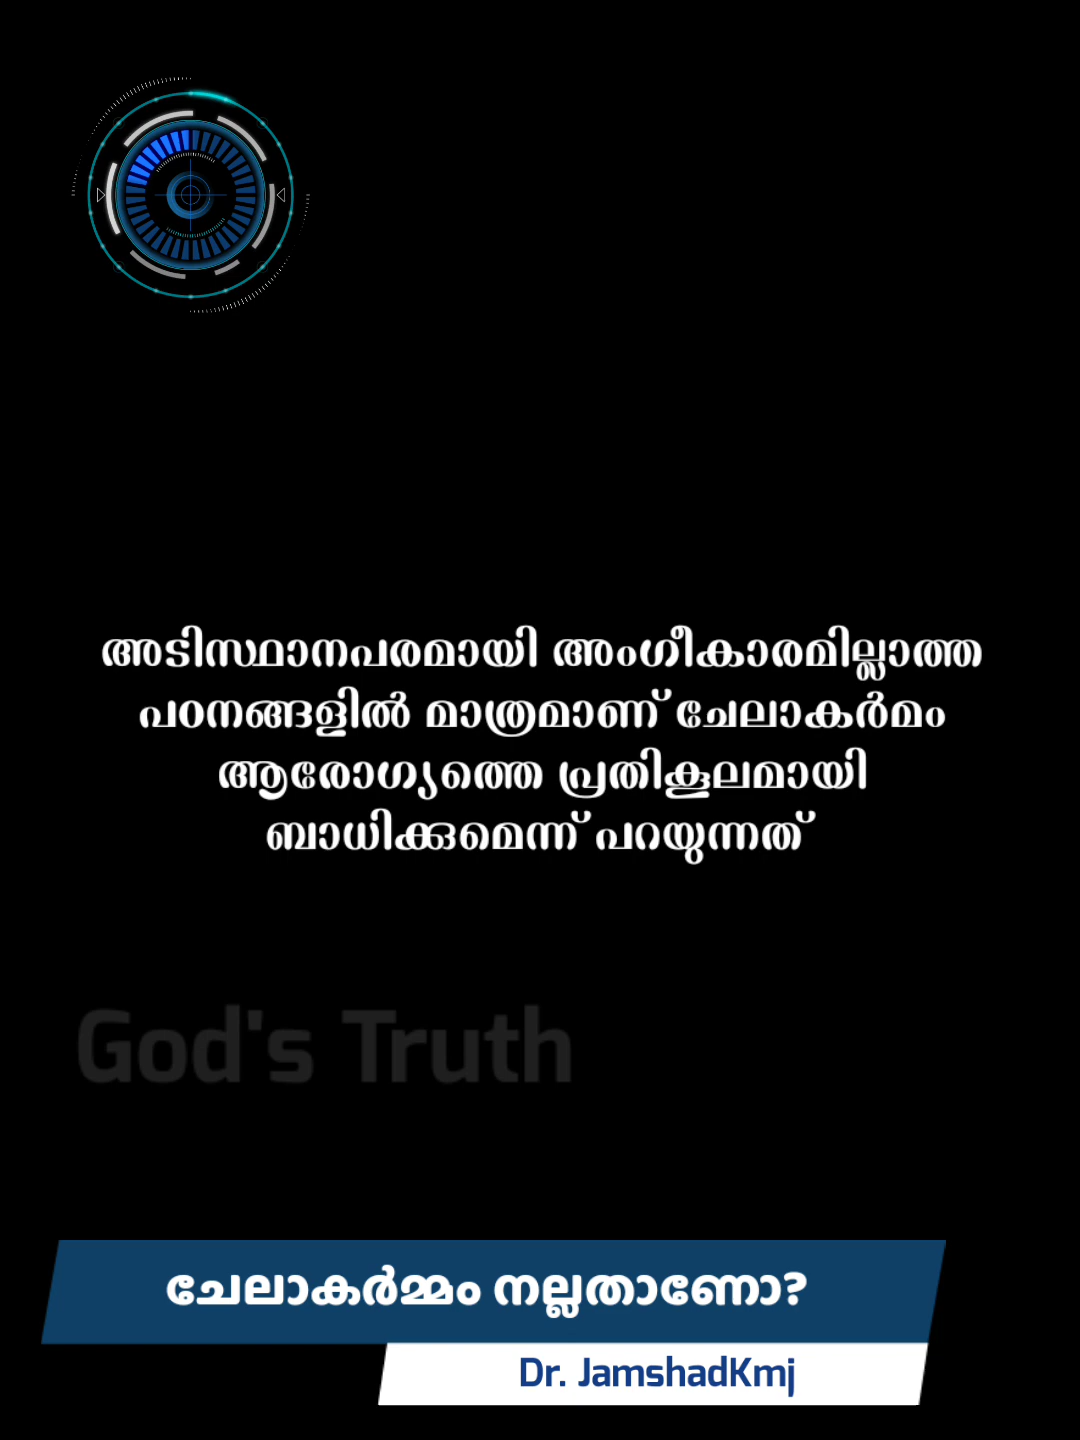 അടിസ്ഥാനപരമായി അംഗീകാരമില്ലാത്ത
പഠനങ്ങളിൽ മാത്രമാണ് ചേലാകർമം
ആരോഗ്യത്തെ പ്രതികൂലമായി
ബാധിക്കുമെന്ന് പറയുന്നത്
God's Truth
ചേലാകർമ്മം നല്ലതാണോ?
Dr. JamshadKmj